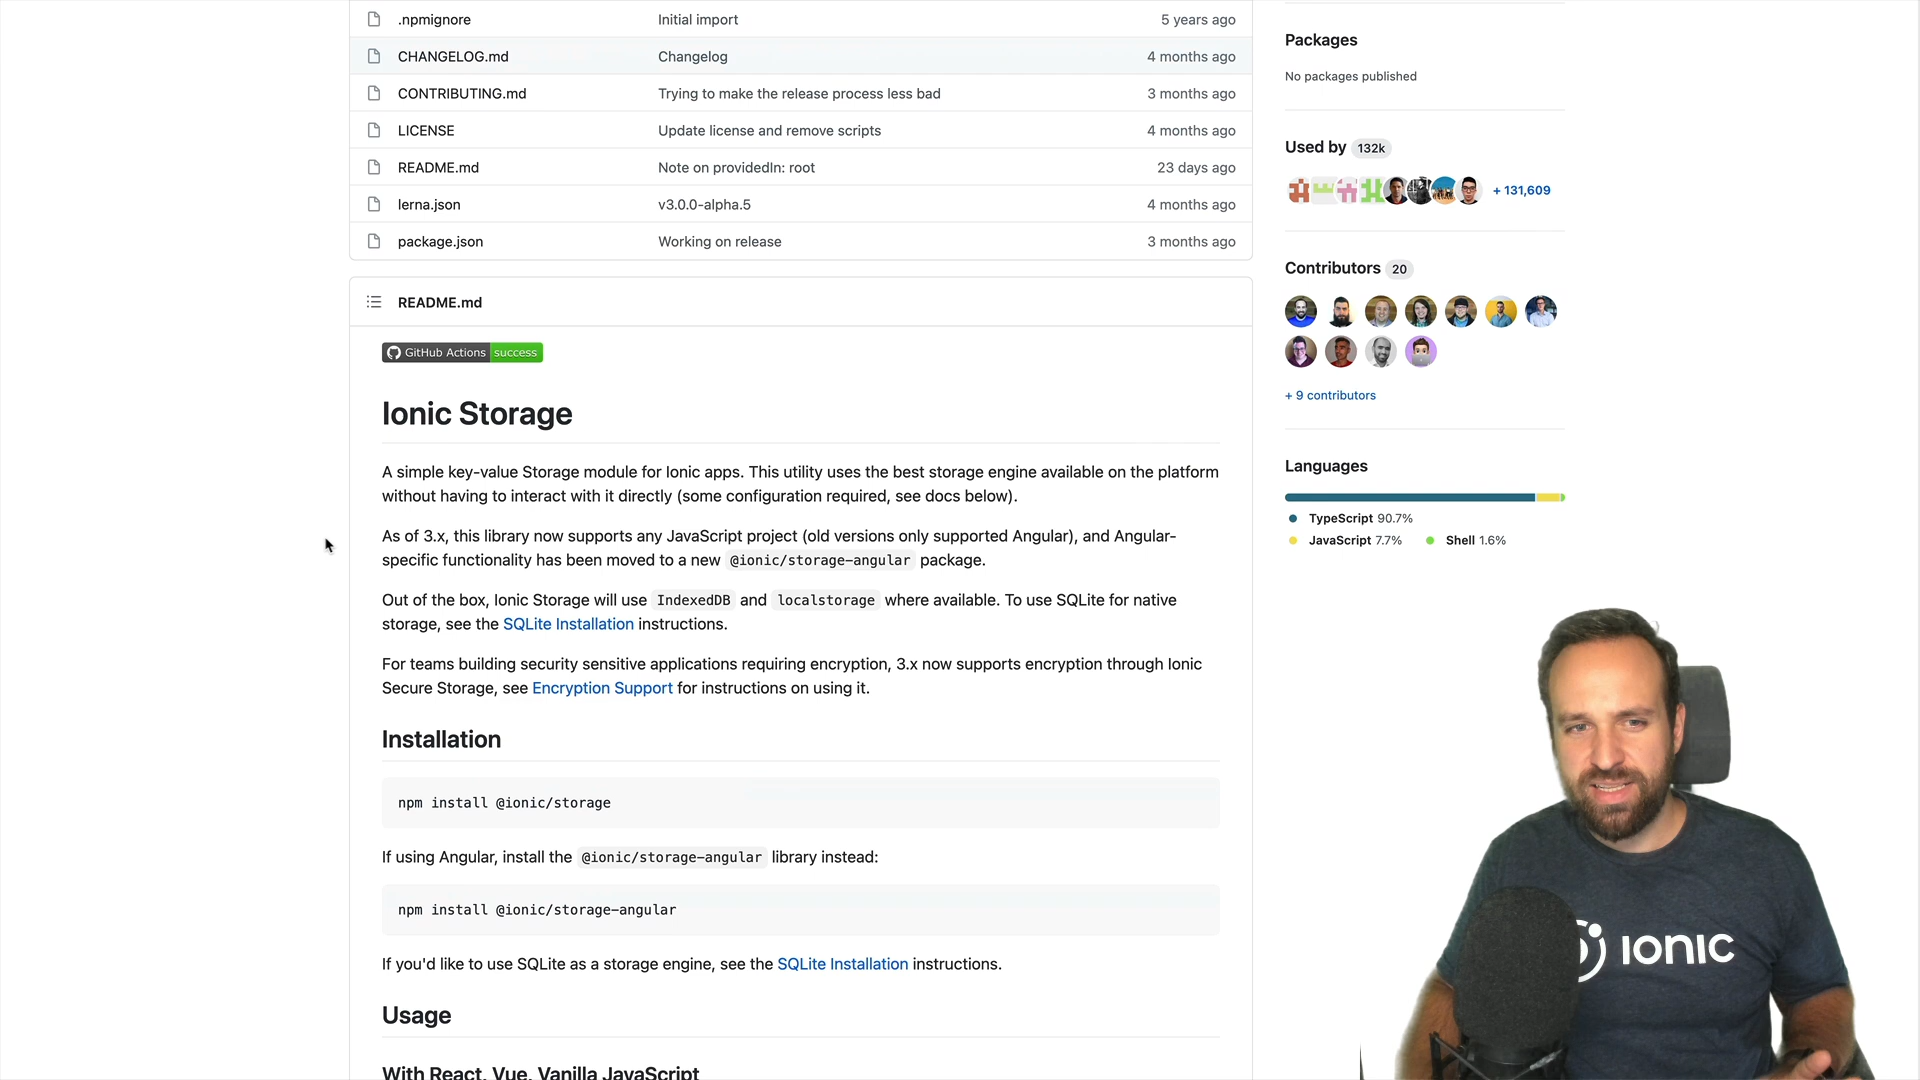 .npmignore Initial import 5 years ago
CHANGELOG.md Changelog 4 months ago
CONTRIBUTING.md Trying to make the release process less bad 3 months ago
LICENSE Update license and remove scripts 4 months ago
README.md Note on providedIn: root 23 days ago
lerna.json v3.0.0-alpha.5 4 months ago
package.json Working on release 3 months ago
README.md
GitHub Actions success
Ionic Storage
A simple key-value Storage module for Ionic apps. This utility uses the best storage engine available on the platform
without having to interact with it directly (some configuration required, see docs below).
As of 3.x, this library now supports any JavaScript project (old versions only supported Angular), and Angular-
specific functionality has been moved to a new @ionic/storage-angular package.
Out of the box, Ionic Storage will use IndexedDB and localstorage where available. To use SQLite for native
storage, see the SQLite Installation instructions.
For teams building security sensitive applications requiring encryption, 3.x now supports encryption through Ionic
Secure Storage, see Encryption Support for instructions on using it.
Installation
npm install @ionic/storage
If using Angular, install the @ionic/storage-angular library instead:
npm install @ionic/storage-angular
If you'd like to use SQLite as a storage engine, see the SQLite Installation instructions.
Usage
With React, Vue, Vanilla JavaScript
Packages
No packages published
Used by 132k
+ 131,609
Contributors 20
+ 9 contributors
Languages
TypeScript 90.7%
JavaScript 7.7% Shell 1.6%
IONIC